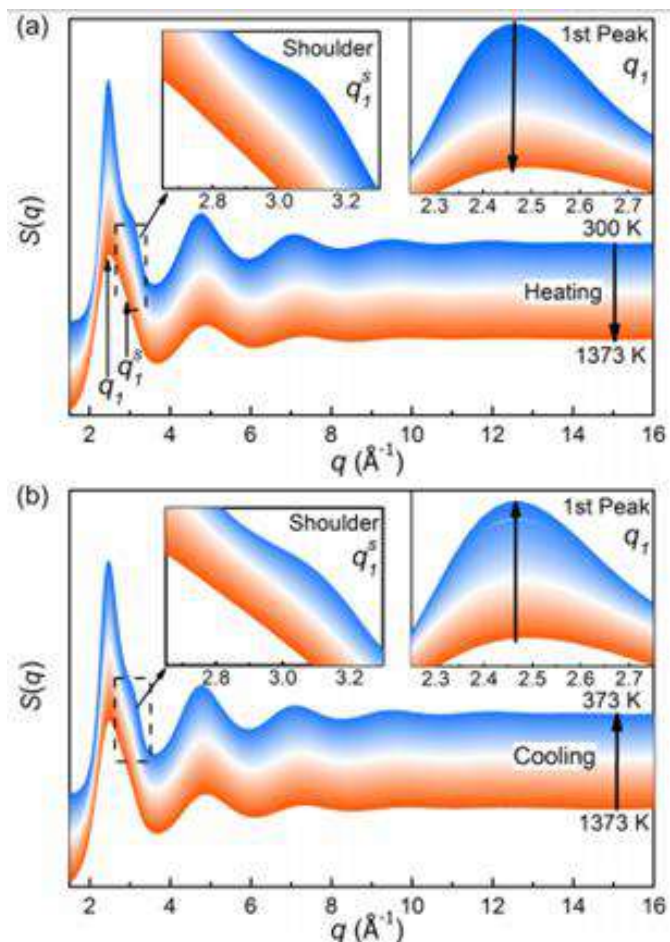 (a)
Shoulder
q₁ˢ
1st Peak
q₁
2.8 3.0 3.2
2.3 2.4 2.5 2.6 2.7
300 K
Heating
1373 K
q₁
q₁ˢ
S(q)
2 4 6 8 10 12 14 16
q (Å⁻¹)
(b)
Shoulder
q₁ˢ
1st Peak
q₁
2.8 3.0 3.2
2.3 2.4 2.5 2.6 2.7
373 K
Cooling
1373 K
S(q)
2 4 6 8 10 12 14 16
q (Å⁻¹)